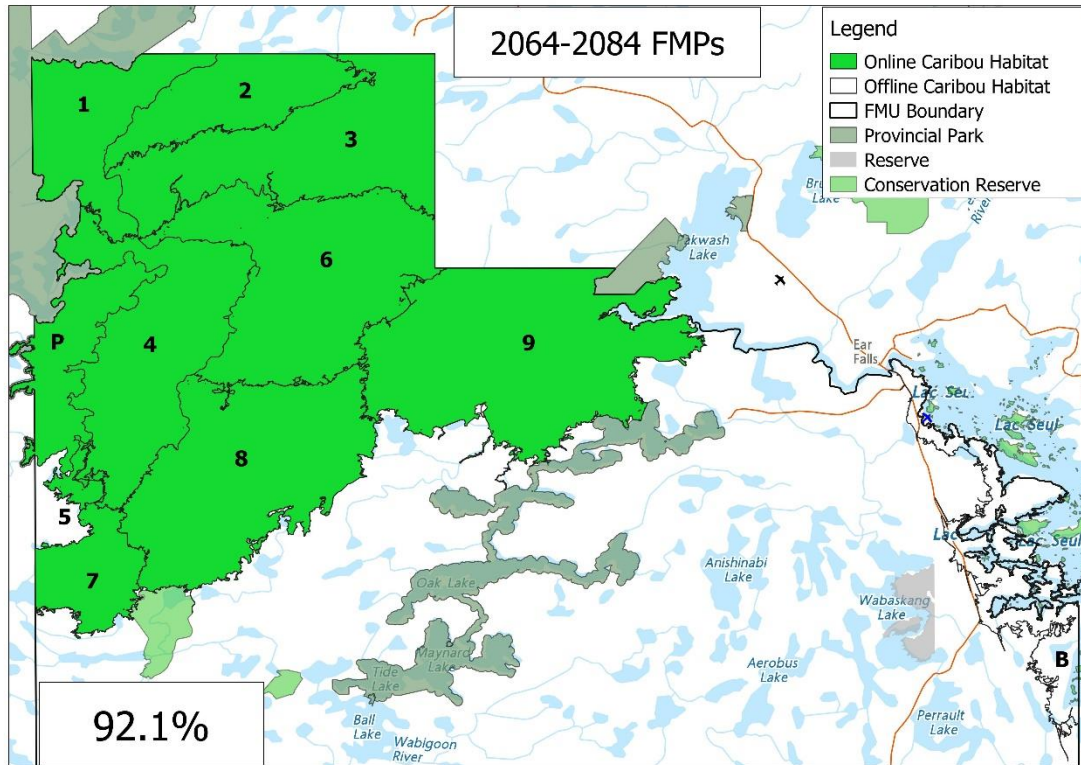 2064-2084 FMPs
Legend
Online Caribou Habitat
Offline Caribou Habitat
FMU Boundary
Provincial Park
Reserve
Conservation Reserve
1
2
3
River
Lake
6
Lake
P
4
9
Ear
Falls
Lac Seul
8
5
Lac
7
Oak Lake
Anishinabi
Lake
Wabaskang
Lake
Maynard
Lake
Tide
Lake
Aerobus
Lake
B
92.1%
Ball
Lake
Wabigoon
River
Perrault
Lake